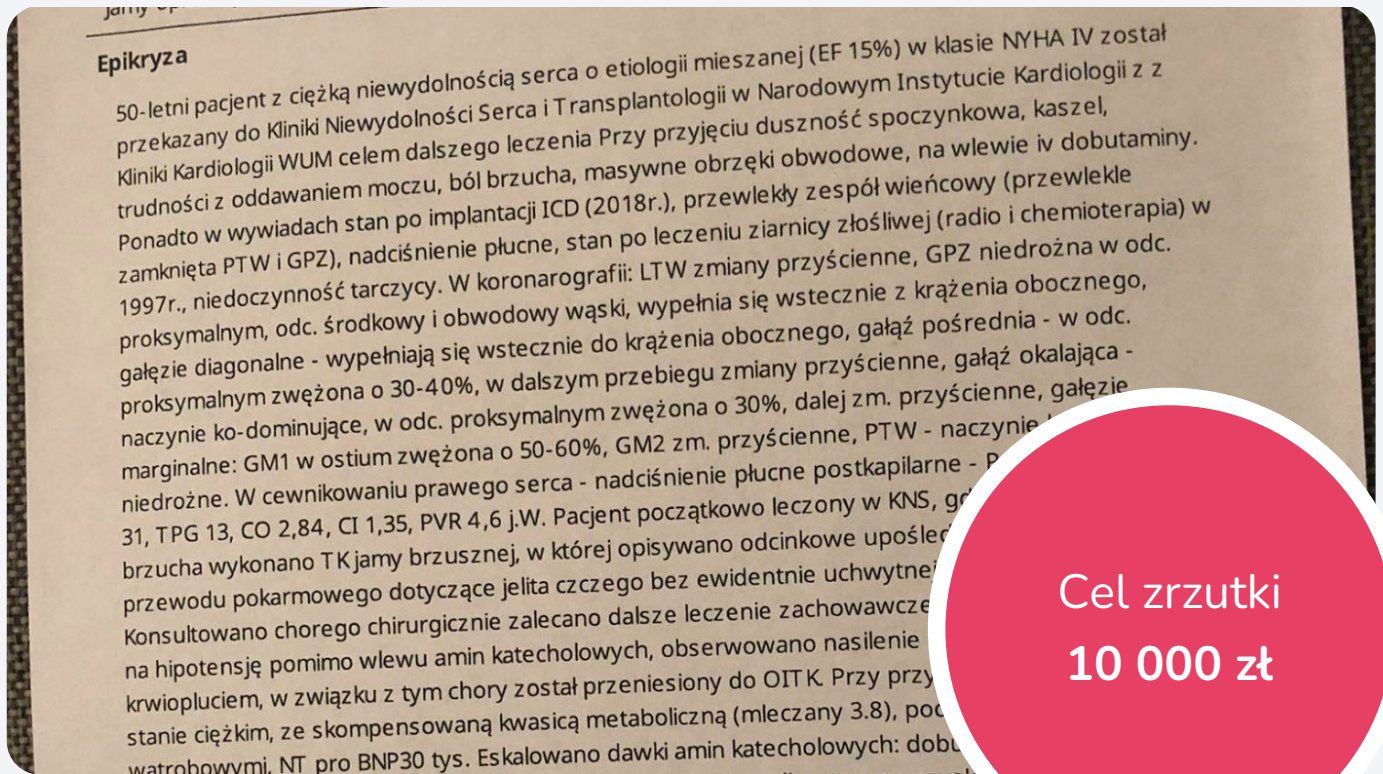 jamy
Epikryza
50-letni pacjent z ciężką niewydolnością serca o etiologii mieszanej (EF 15%) w klasie NYHA IV został
przekazany do Kliniki Niewydolności Serca i Transplantologii w Narodowym Instytucie Kardiologii z z
Kliniki Kardiologii WUM celem dalszego leczenia Przy przyjęciu duszność spoczynkowa, kaszel,
trudności z oddawaniem moczu, ból brzucha, masywne obrzęki obwodowe, na wlewie iv dobutaminy.
Ponadto w wywiadach stan po implantacji ICD (2018r.), przewlekły zespół wieńcowy (przewlekle
zamknięta PTW i GPZ), nadciśnienie płucne, stan po leczeniu ziarnicy złośliwej (radio i chemioterapia) w
1997r., niedoczynność tarczycy. W koronarografii: LTW zmiany przyścienne, GPZ niedrożna w odc.
proksymalnym, odc. środkowy i obwodowy wąski, wypełnia się wstecznie z krążenia obocznego,
gałęzie diagonalne - wypełniają się wstecznie do krążenia obocznego, gałąź pośrednia - w odc.
proksymalnym zwężona o 30-40%, w dalszym przebiegu zmiany przyścienne, gałąź okalająca -
naczynie ko-dominujące, w odc. proksymalnym zwężona o 30%, dalej zm. przyścienne, gałęzie
marginalne: GM1 w ostium zwężona o 50-60%, GM2 zm. przyścienne, PTW - naczynie
niedrożne. W cewnikowaniu prawego serca - nadciśnienie płucne postkapilarne -
31, TPG 13, CO 2,84, CI 1,35, PVR 4,6 j.W. Pacjent początkowo leczony w KNS,
brzucha wykonano TK jamy brzusznej, w której opisywano odcinkowe
przewodu pokarmowego dotyczące jelita czczego bez ewidentnie
Konsultowano chorego chirurgicznie zalecano dalsze leczenie
na hipotensję pomimo wlewu amin katecholowych, obserwowano nasilenie
krwiopluciem, w związku z tym chory został przeniesiony do OITK. Przy
stanie ciężkim, ze skompensowaną kwasicą metaboliczną (mleczany 3.8),
watrobowymi, NT pro BNP30 tys. Eskalowano dawki amin katecholowych:
Cel zrzutki
10 000 zł